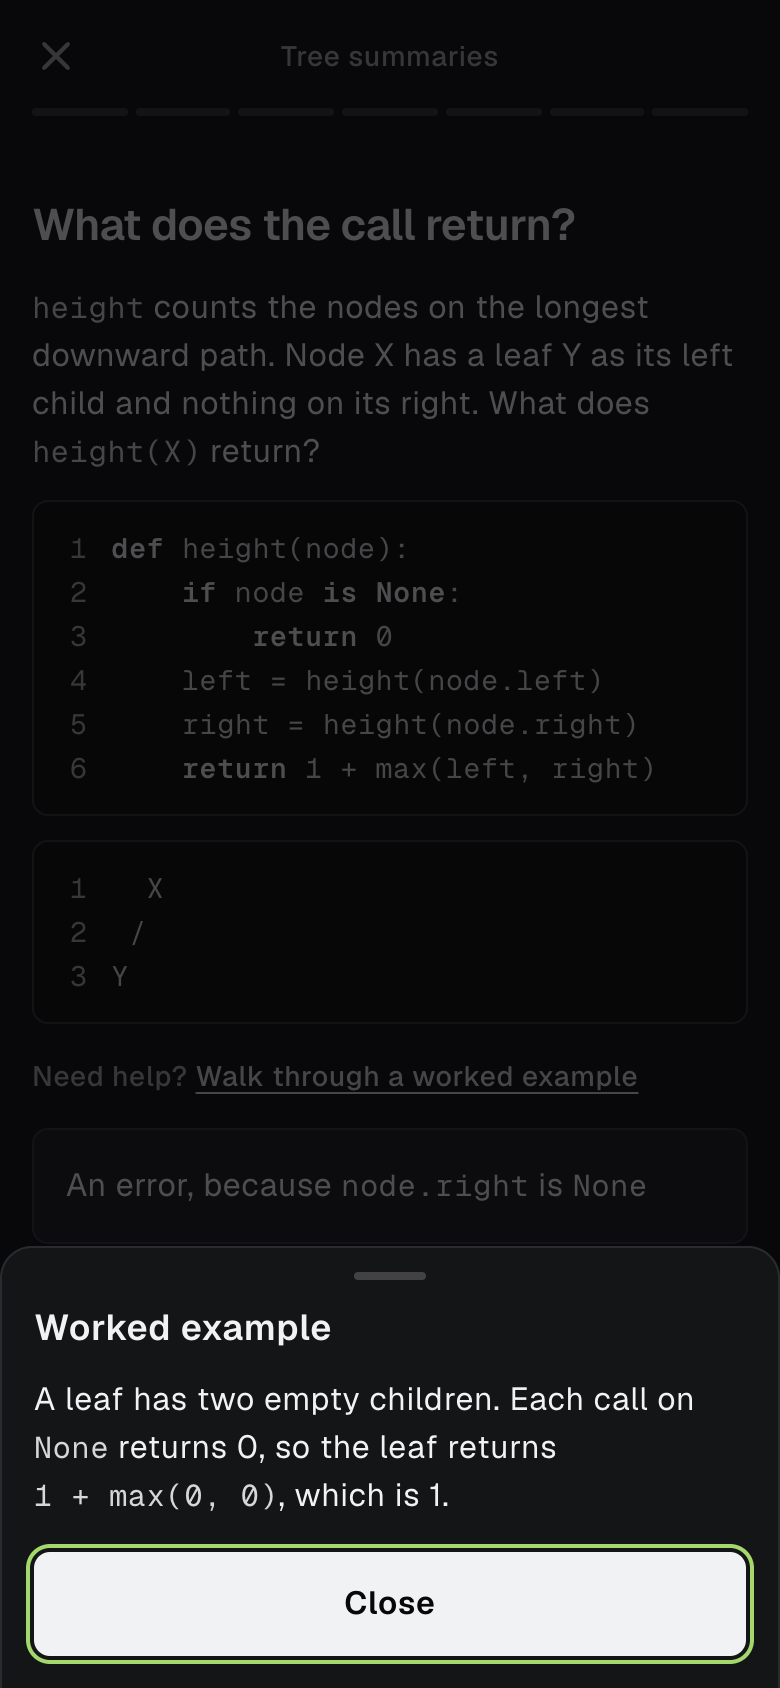 Tree summaries
What does the call return?
height counts the nodes on the longest
downward path. Node X has a leaf Y as its left
child and nothing on its right. What does
height(X) return?
1 def height(node):
2     if node is None:
3         return 0
4     left = height(node.left)
5     right = height(node.right)
6     return 1 + max(left, right)
1   X
2  /
3 Y
Need help? Walk through a worked example
An error, because node.right is None
Worked example
A leaf has two empty children. Each call on
None returns 0, so the leaf returns
1 + max(0, 0), which is 1.
Close